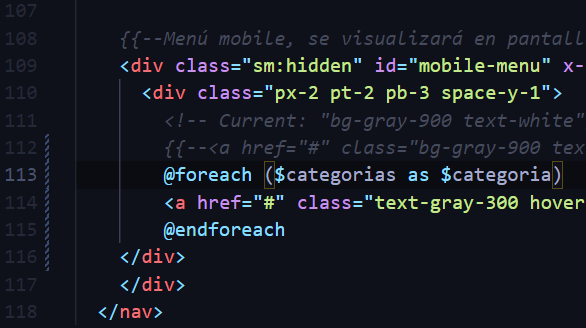 107
108 {{--Menú mobile, se visualizará en pantall
109 <div class="sm:hidden" id="mobile-menu" x-
110 <div class="px-2 pt-2 pb-3 space-y-1">
111 <!-- Current: "bg-gray-900 text-white"
112 {{--<a href="#" class="bg-gray-900 tex
113 @foreach ($categorias as $categoria)
114 <a href="#" class="text-gray-300 hover
115 @endforeach
116 </div>
117 </div>
118 </nav>